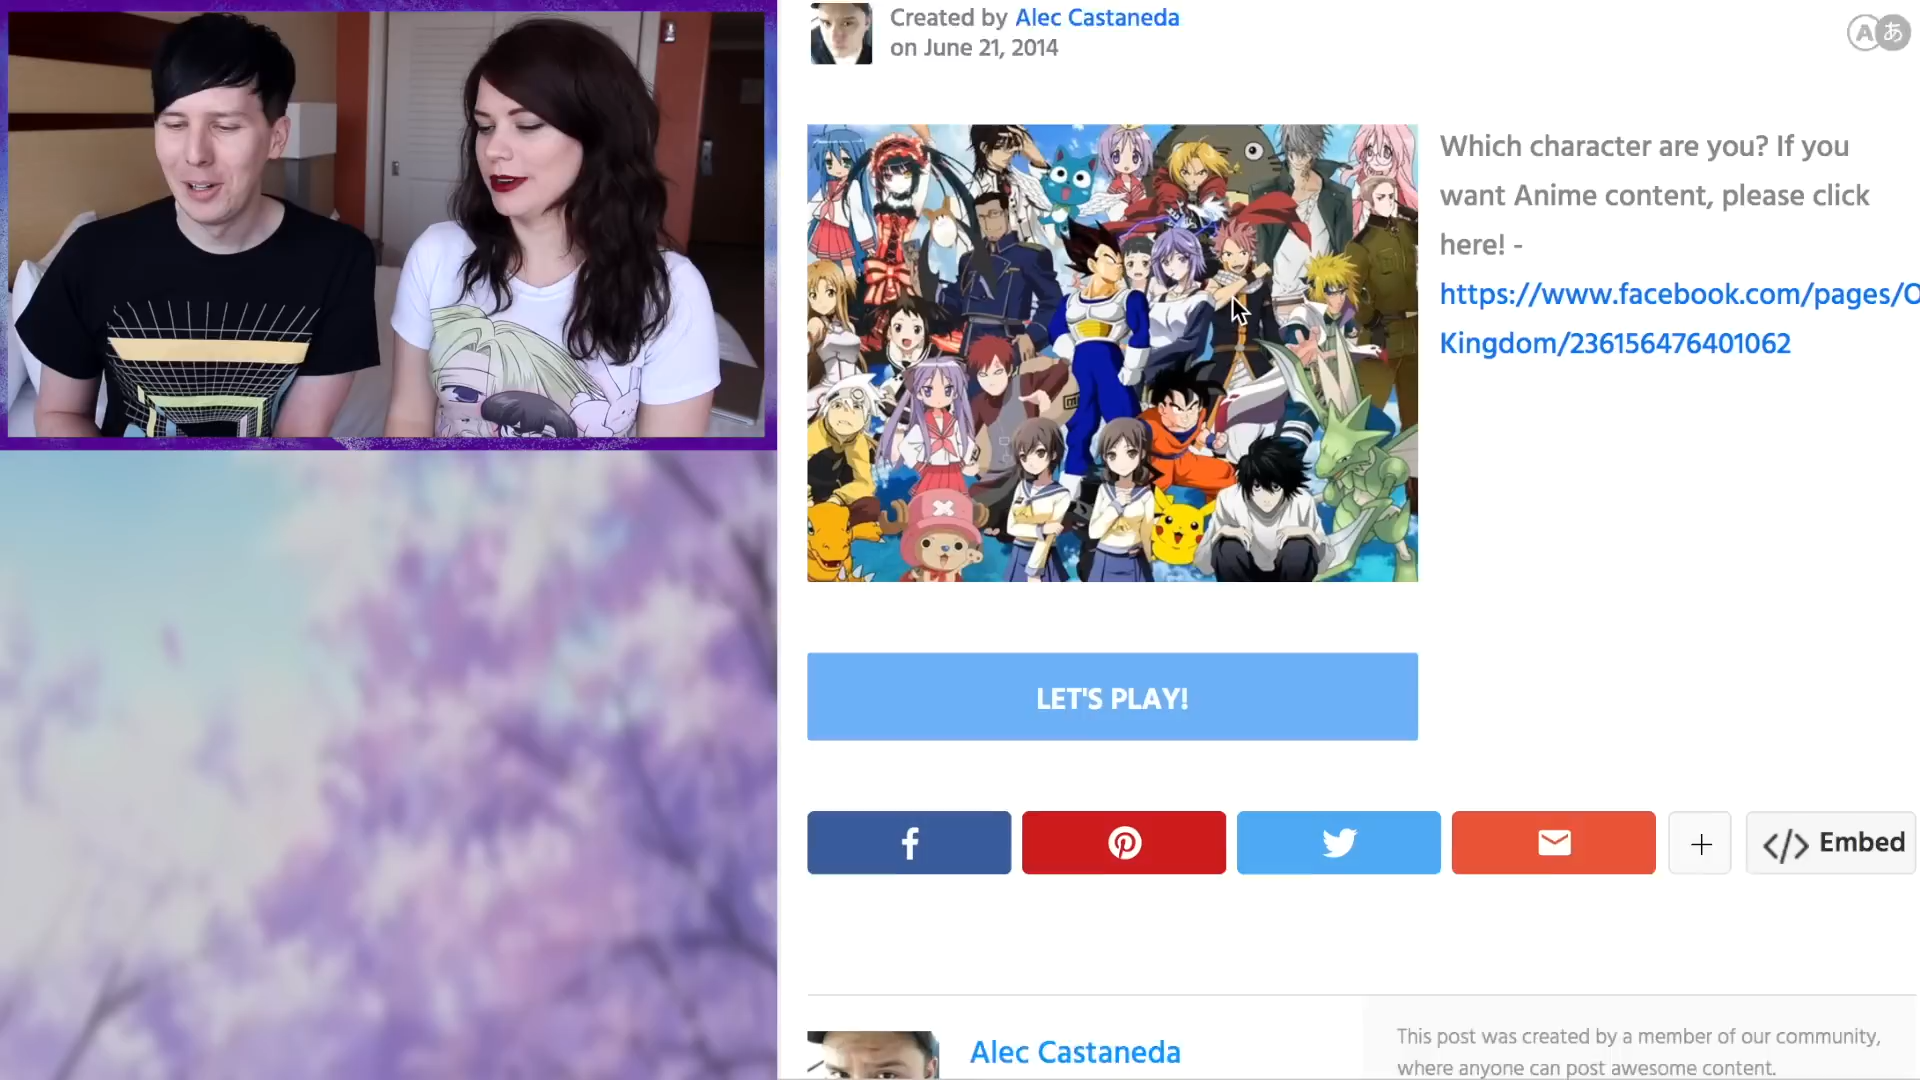 Created by Alec Castaneda
on June 21, 2014
A あ
Which character are you? If you
want Anime content, please click
here! -
https://www.facebook.com/pages/O
Kingdom/236156476401062
LET'S PLAY!
</> Embed
Alec Castaneda
This post was created by a member of our community,
where anyone can post awesome content.